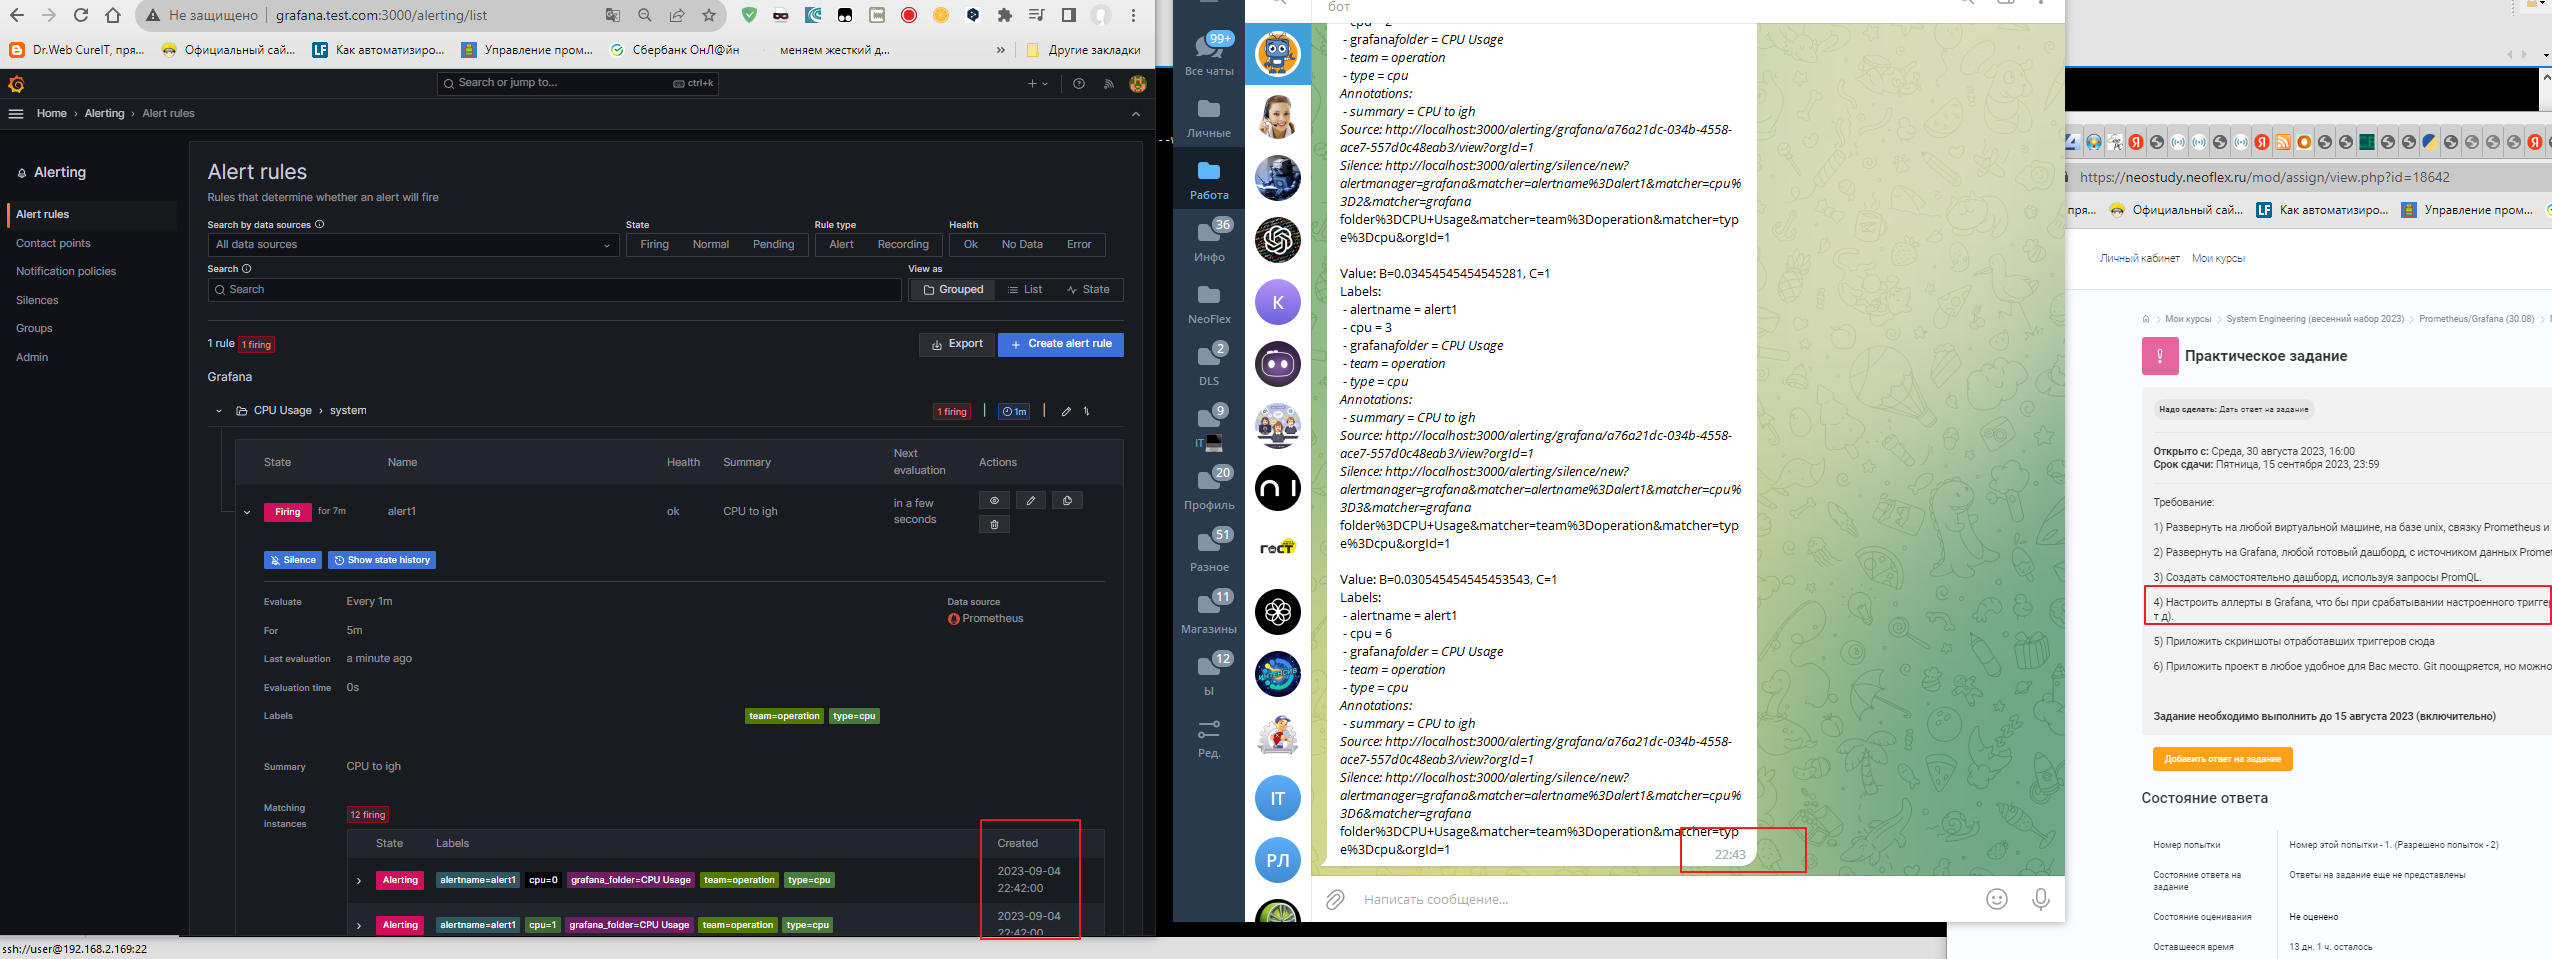 Не защищено
grafana.test.com:3000/alerting/list
Dr.Web CureIT, пря...
Официальный сай...
Как автоматизиро...
Управление пром...
Сбербанк ОнЛ@йн
меняем жесткий д...
»
Другие закладки
Search or jump to...
ctrl+k
Home › Alerting › Alert rules
Alerting
Alert rules
Contact points
Notification policies
Silences
Groups
Admin
Alert rules
Rules that determine whether an alert will fire
Search by data sources
State
Rule type
Health
All data sources
Firing Normal Pending
Alert Recording
Ok No Data Error
Search
View as
Search
Grouped List State
1 rule 1 firing
Export
+ Create alert rule
Grafana
CPU Usage › system
1 firing | 1m |
State Name Health Summary Next evaluation Actions
Firing for 7m alert1 ok CPU to igh in a few seconds
Silence
Show state history
Evaluate Every 1m
Data source
Prometheus
For 5m
Last evaluation a minute ago
Evaluation time 0s
Labels team=operation type=cpu
Summary CPU to igh
Matching instances 12 firing
State Labels Created
Alerting alertname=alert1 cpu=0 grafana_folder=CPU Usage team=operation type=cpu 2023-09-04 22:42:00
Alerting alertname=alert1 cpu=1 grafana_folder=CPU Usage team=operation type=cpu 2023-09-04 22:42:00
ssh://user@192.168.2.169:22
99+
Все чаты
Личные
Работа
36
Инфо
NeoFlex
2
DLS
9
IT
20
Профиль
51
Разное
11
Магазины
12
Ы
Ред.
К
гост
IT
РЛ
бот
- cpu = 2
- grafanafolder = CPU Usage
- team = operation
- type = cpu
Annotations:
- summary = CPU to igh
Source: http://localhost:3000/alerting/grafana/a76a21dc-034b-4558-
ace7-557d0c48eab3/view?orgId=1
Silence: http://localhost:3000/alerting/silence/new?
alertmanager=grafana&matcher=alertname%3Dalert1&matcher=cpu%
3D2&matcher=grafana
folder%3DCPU+Usage&matcher=team%3Doperation&matcher=typ
e%3Dcpu&orgId=1
Value: B=0.03454545454545281, C=1
Labels:
- alertname = alert1
- cpu = 3
- grafanafolder = CPU Usage
- team = operation
- type = cpu
Annotations:
- summary = CPU to igh
Source: http://localhost:3000/alerting/grafana/a76a21dc-034b-4558-
ace7-557d0c48eab3/view?orgId=1
Silence: http://localhost:3000/alerting/silence/new?
alertmanager=grafana&matcher=alertname%3Dalert1&matcher=cpu%
3D3&matcher=grafana
folder%3DCPU+Usage&matcher=team%3Doperation&matcher=typ
e%3Dcpu&orgId=1
Value: B=0.030545454545453543, C=1
Labels:
- alertname = alert1
- cpu = 6
- grafanafolder = CPU Usage
- team = operation
- type = cpu
Annotations:
- summary = CPU to igh
Source: http://localhost:3000/alerting/grafana/a76a21dc-034b-4558-
ace7-557d0c48eab3/view?orgId=1
Silence: http://localhost:3000/alerting/silence/new?
alertmanager=grafana&matcher=alertname%3Dalert1&matcher=cpu%
3D6&matcher=grafana
folder%3DCPU+Usage&matcher=team%3Doperation&matcher=typ
e%3Dcpu&orgId=1
22:43
Написать сообщение...
https://neostudy.neoflex.ru/mod/assign/view.php?id=18642
пря...
Официальный сай...
Как автоматизиро...
Управление пром...
Личный кабинет Мои курсы
Мои курсы > System Engineering (весенний набор 2023) > Prometheus/Grafana (30.08) >
Практическое задание
Надо сделать: Дать ответ на задание
Открыто с: Среда, 30 августа 2023, 16:00
Срок сдачи: Пятница, 15 сентября 2023, 23:59
Требование:
1) Развернуть на любой виртуальной машине, на базе unix, связку Prometheus и
2) Развернуть на Grafana, любой готовый дашборд, с источником данных Promet
3) Создать самостоятельно дашборд, используя запросы PromQL.
4) Настроить аллерты в Grafana, что бы при срабатывании настроенного тригге
т д).
5) Приложить скриншоты отработавших триггеров сюда
6) Приложить проект в любое удобное для Вас место. Git поощряется, но можно
Задание необходимо выполнить до 15 августа 2023 (включительно)
Добавить ответ на задание
Состояние ответа
Номер попытки Номер этой попытки - 1. (Разрешено попыток - 2)
Состояние ответа на задание Ответы на задание еще не представлены
Состояние оценивания Не оценено
Оставшееся время 13 дн. 1 ч. осталось